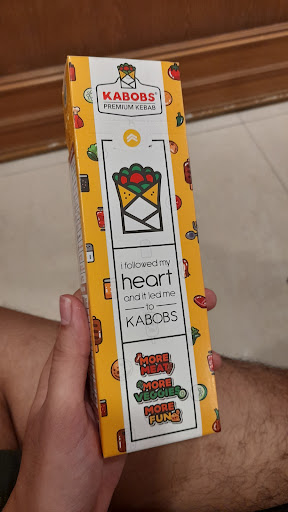 KABOBS
PREMIUM KEBAB
i followed my
heart
and it led me
to
KABOBS
MORE
MEAT
MORE
VEGGIES
MORE
FUN